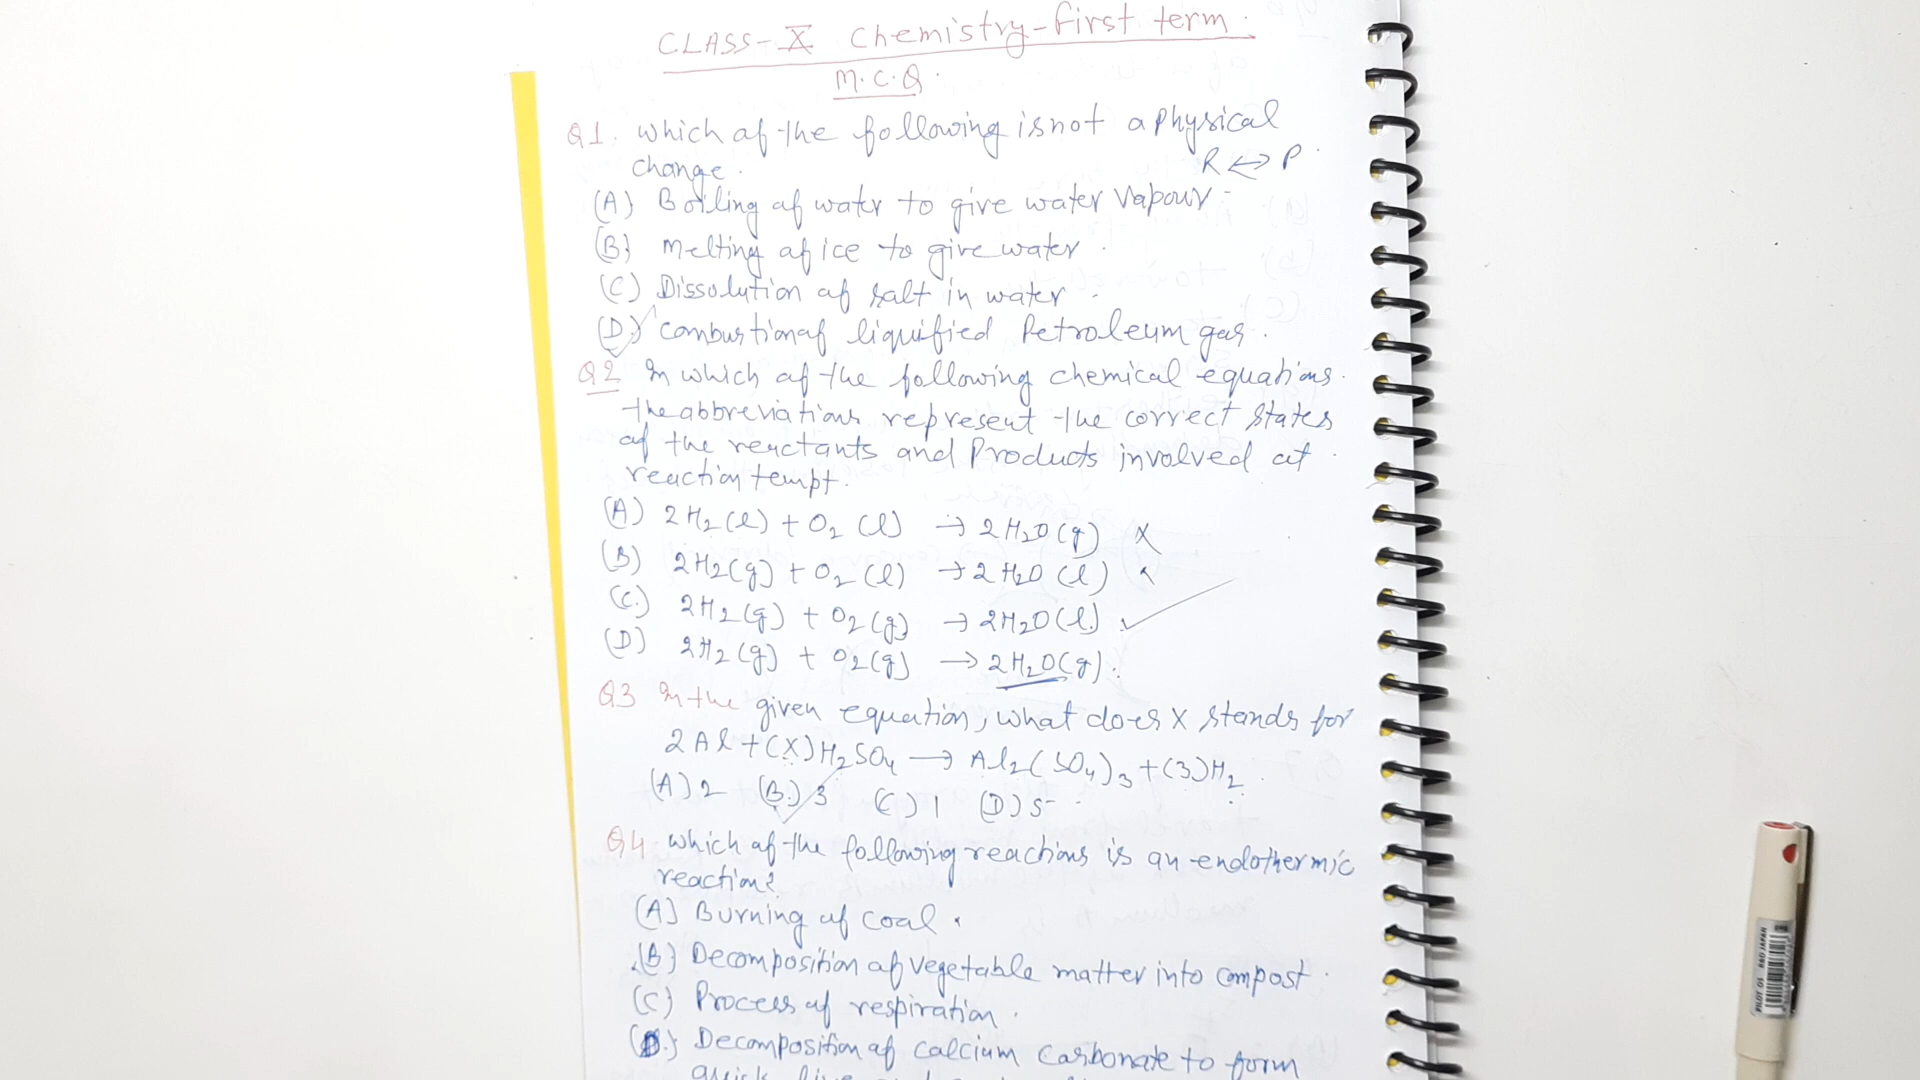 CLASS-X Chemistry-First term
M.C.Q.
Q1. Which of the following is not a physical
change.
R ↔ P
(A) Boiling of water to give water Vapour
(B) Melting of ice to give water.
(C) Dissolution of salt in water.
(D) combustion of liquified Petroleum gas.
Q2 In which of the following chemical equations.
the abbreviations represent the correct states
of the reactants and Products involved at
reaction tempt.
(A) 2H₂(l) + O₂(l) → 2H₂O(g) X
(B) 2H₂(g) + O₂(l) → 2H₂O(l)
(C.) 2H₂(g) + O₂(g) → 2H₂O(l.) ✓
(D) 2H₂(g) + O₂(g) → 2H₂O(g).
Q3 In the given equation, what does X stands for
2Al+(X)H₂SO₄ → Al₂(SO₄)₃+(3)H₂.
(A) 2 (B.) 3 (C) 1 (D) 5
Q4 Which of the following reactions is an endothermic
reaction?
(A) Burning of coal.
(B) Decomposition of vegetable matter into compost.
(C) Process of respiration.
(D.) Decomposition of calcium carbonate to form
quick
PILOT G5 R&D JAPAN